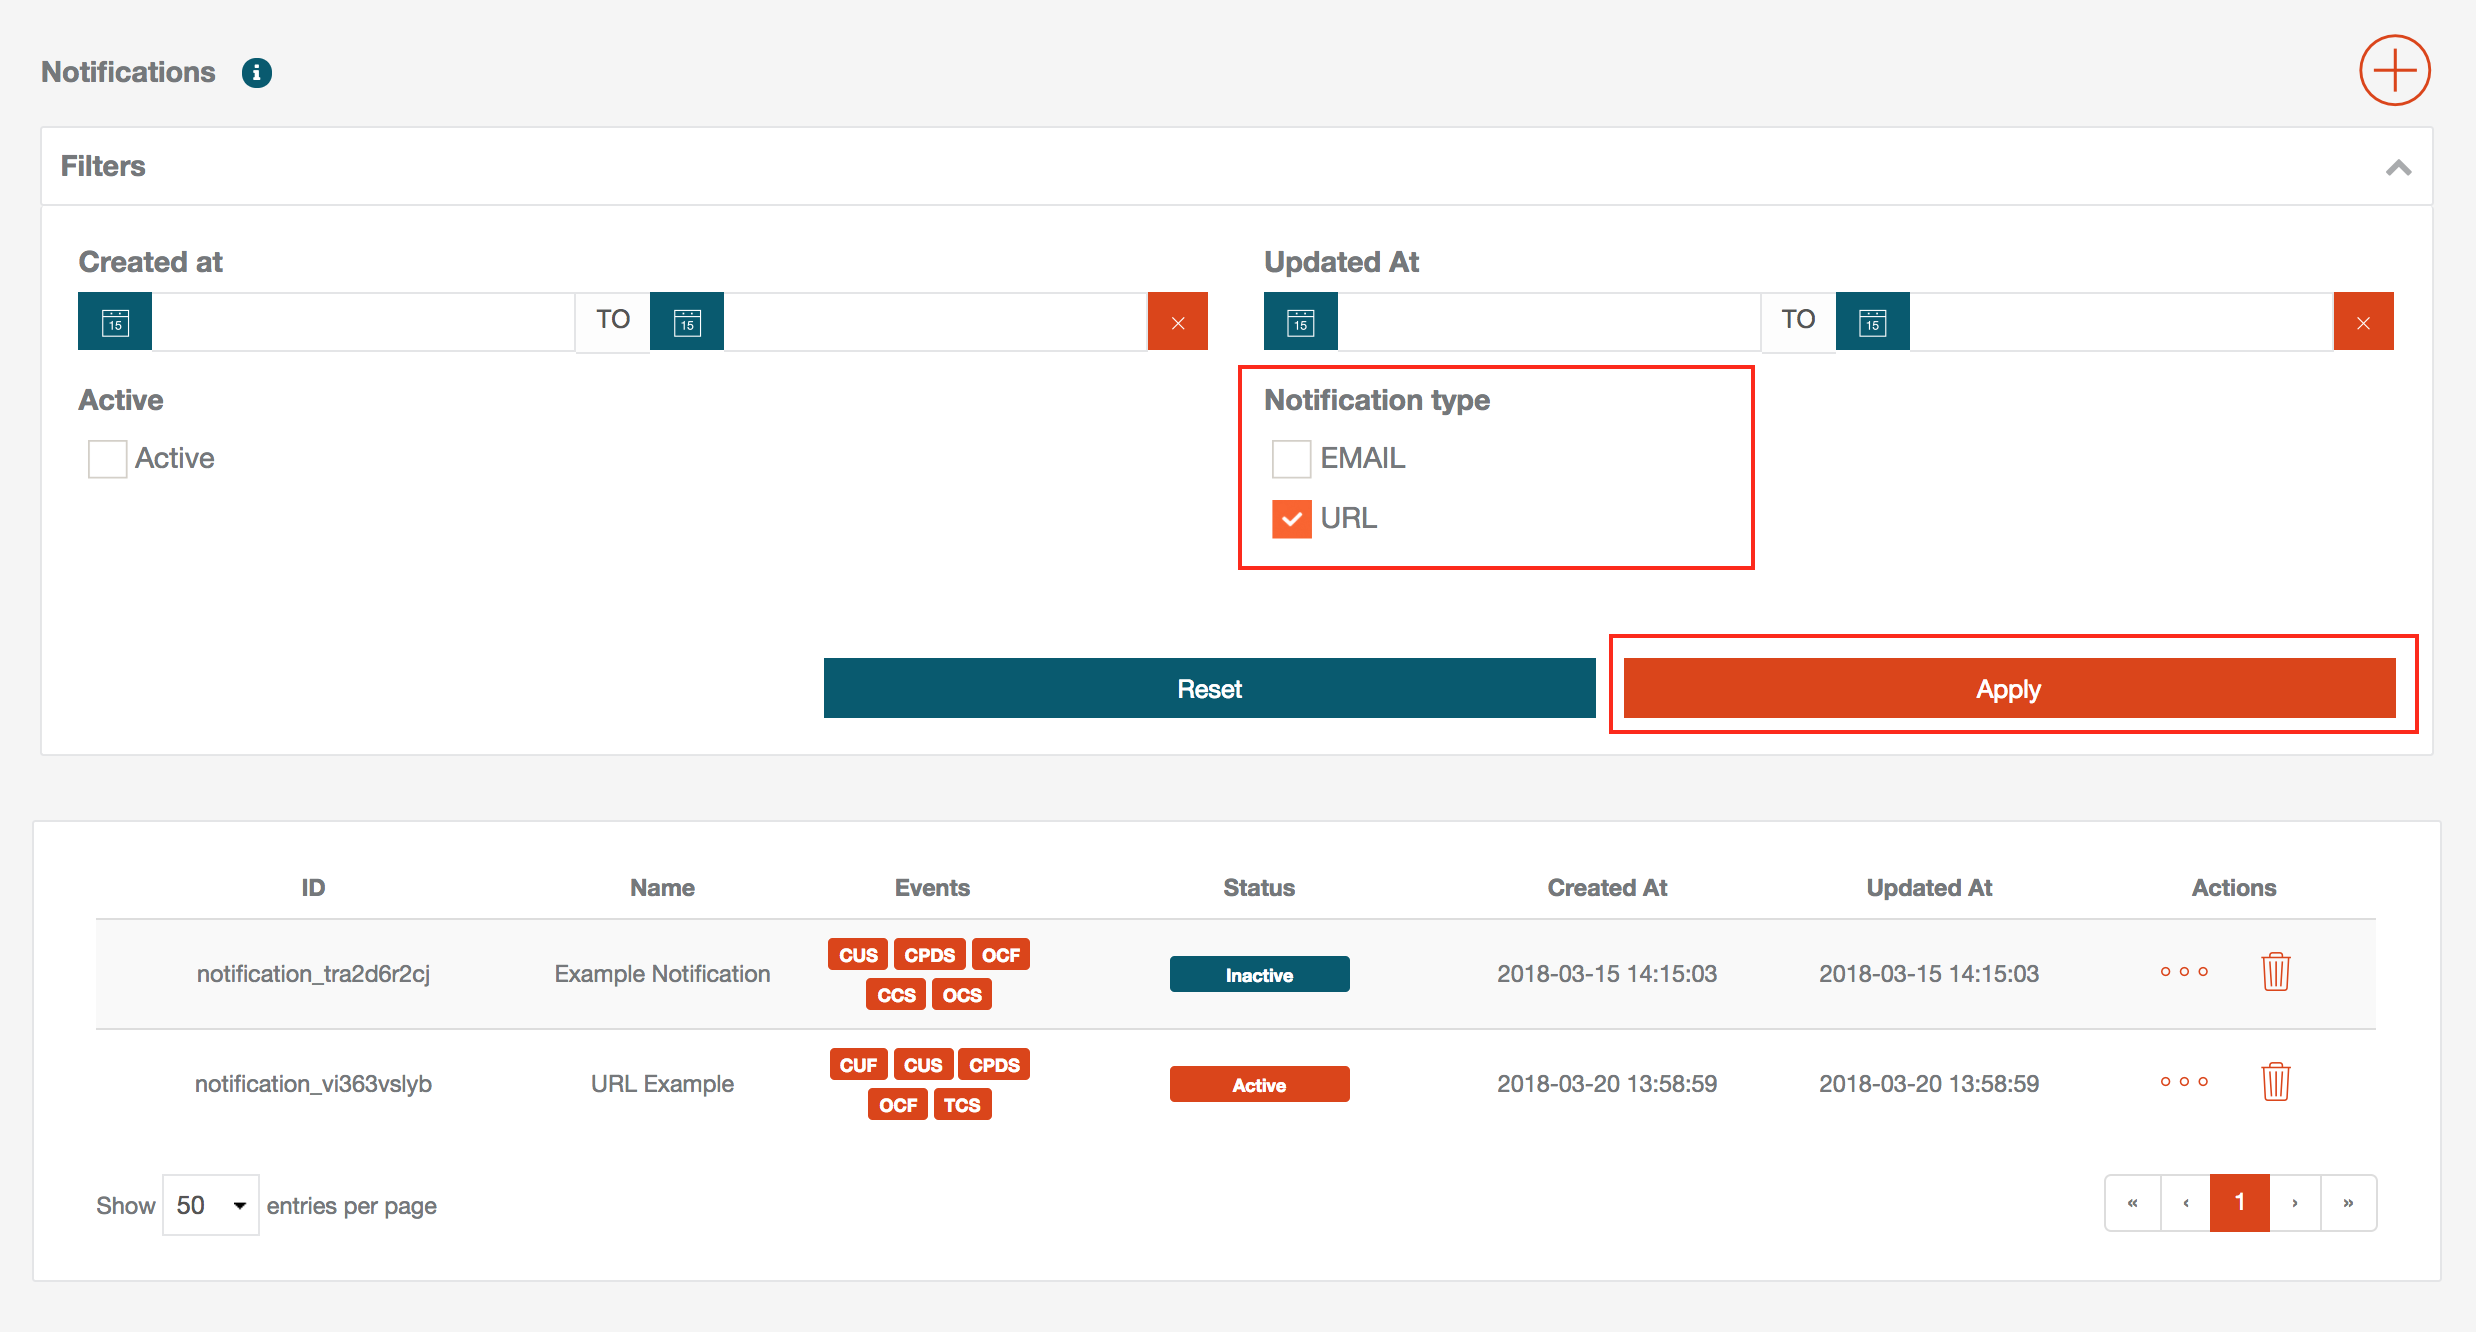 Notifications
Filters
Created at
Updated At
15 TO 15 15 TO 15
Active
Notification type
Active
EMAIL
URL
Reset Apply
ID Name Events Status Created At Updated At Actions
CUS CPDS OCF
notification_tra2d6r2cj Example Notification Inactive 2018-03-15 14:15:03 2018-03-15 14:15:03
CCS OCS
CUF CUS CPDS
notification_vi363vslyb URL Example Active 2018-03-20 13:58:59 2018-03-20 13:58:59
OCF TCS
Show 50 entries per page « ‹ 1 › »